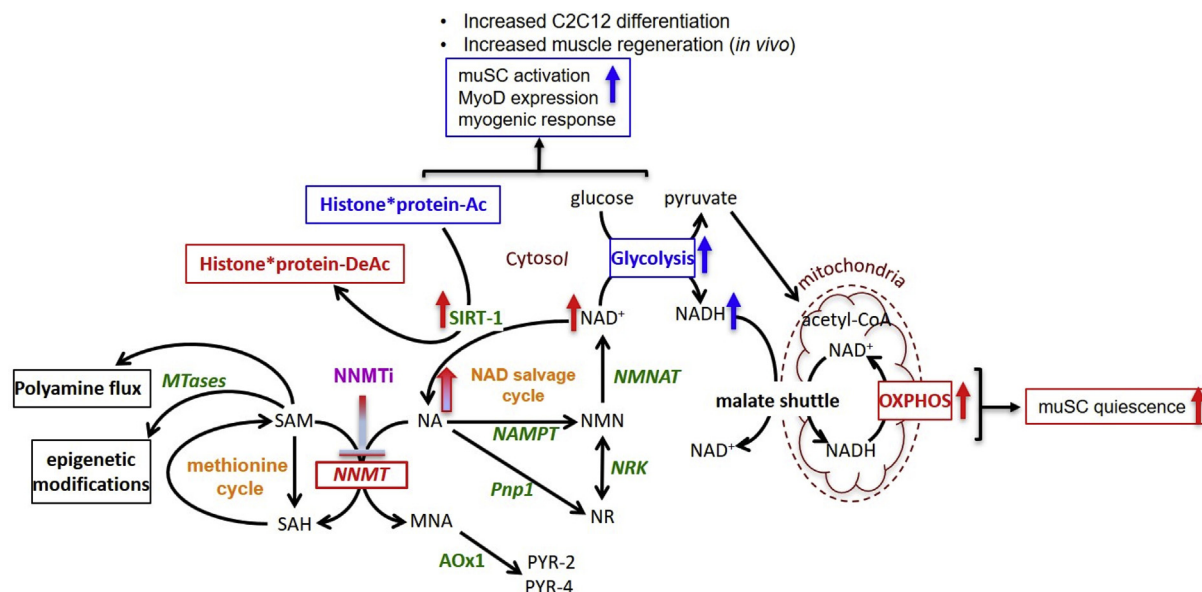 • Increased C2C12 differentiation
• Increased muscle regeneration (in vivo)
muSC activation
MyoD expression
myogenic response
Histone*protein-Ac
glucose
pyruvate
Histone*protein-DeAc
Cytosol
Glycolysis
mitochondria
SIRT-1
NAD⁺
NADH
acetyl-CoA
NAD⁺
Polyamine flux
MTases
NNMTi
NAD salvage
cycle
NMNAT
malate shuttle
OXPHOS
muSC quiescence
SAM
NA
NAMPT
NMN
NAD⁺
NADH
epigenetic
modifications
methionine
cycle
NNMT
Pnp1
NRK
SAH
MNA
NR
AOx1
PYR-2
PYR-4